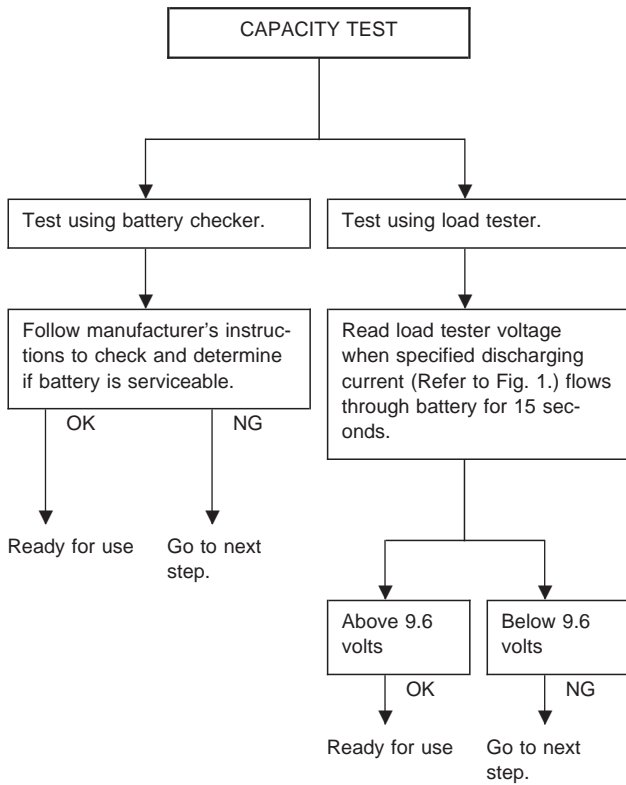 CAPACITY TEST
Test using battery checker.
Test using load tester.
Follow manufacturer's instruc-
tions to check and determine
if battery is serviceable.
Read load tester voltage
when specified discharging
current (Refer to Fig. 1.) flows
through battery for 15 sec-
onds.
OK
NG
Ready for use
Go to next
step.
Above 9.6
volts
Below 9.6
volts
OK
NG
Ready for use
Go to next
step.